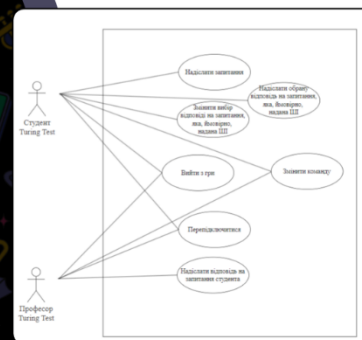 Надіслати запитання
Надіслати обрану
відповідь на запитання,
яка, ймовірно,
надана ШІ
Змінити вибір
відповіді на запитання,
яка, ймовірно,
надана ШІ
Студент
Turing Test
Вийти з гри
Змінити команду
Перепідключитися
Надіслати відповідь на
запитання студента
Професор
Turing Test